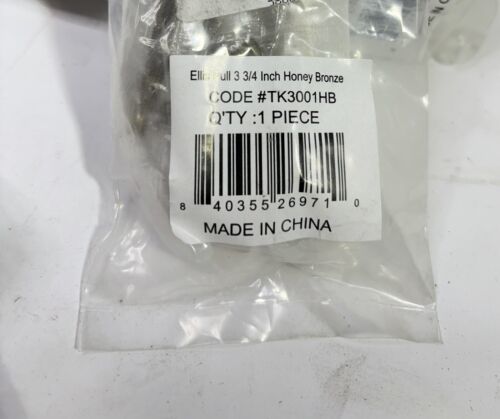 Pull 3 3/4 Inch Honey Bronze
CODE #TK3001HB
Q'TY :1 PIECE
8 40355 26971 0
MADE IN CHINA